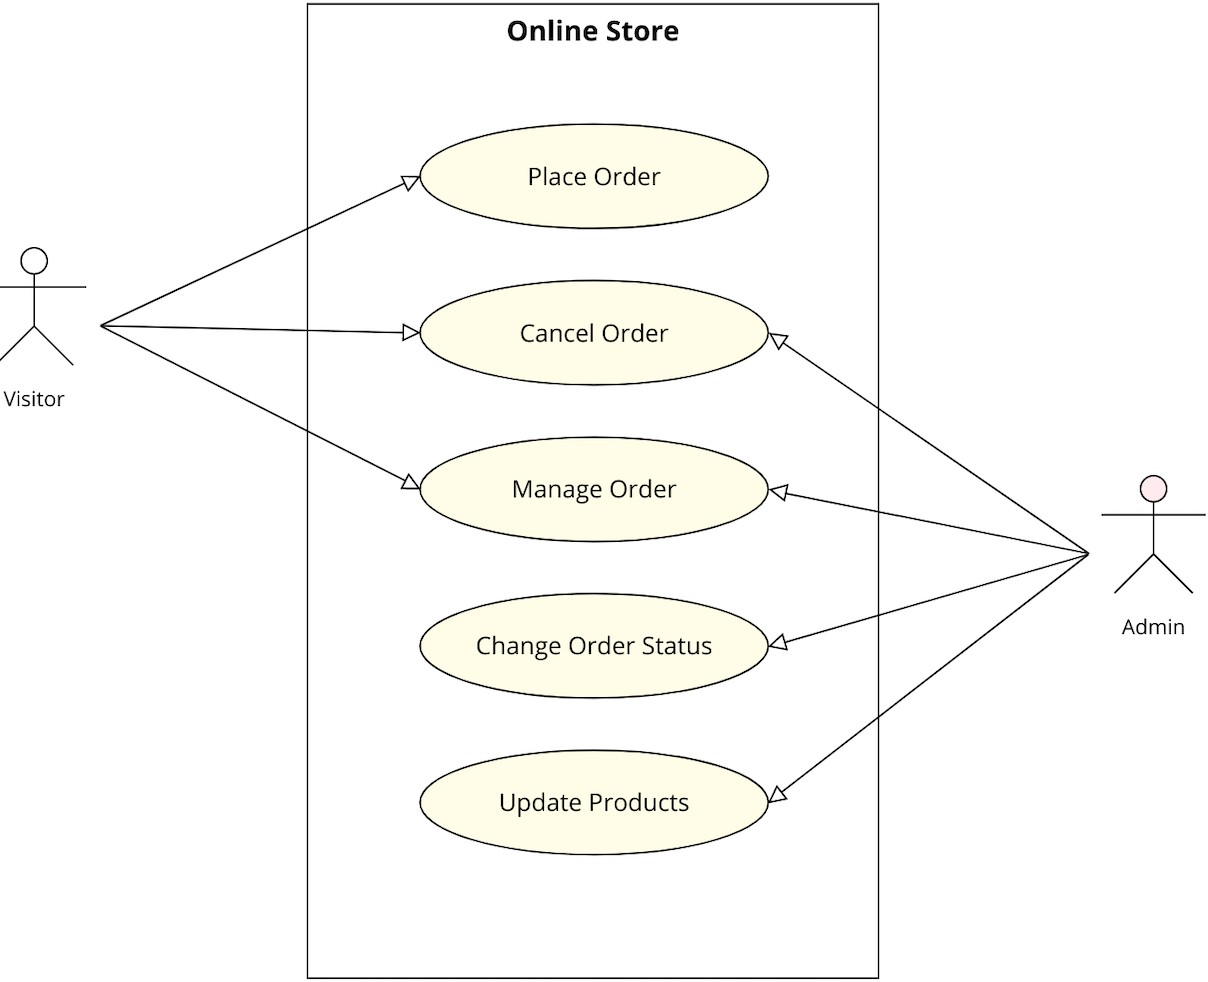 Online Store
Place Order
Cancel Order
Visitor
Manage Order
Admin
Change Order Status
Update Products